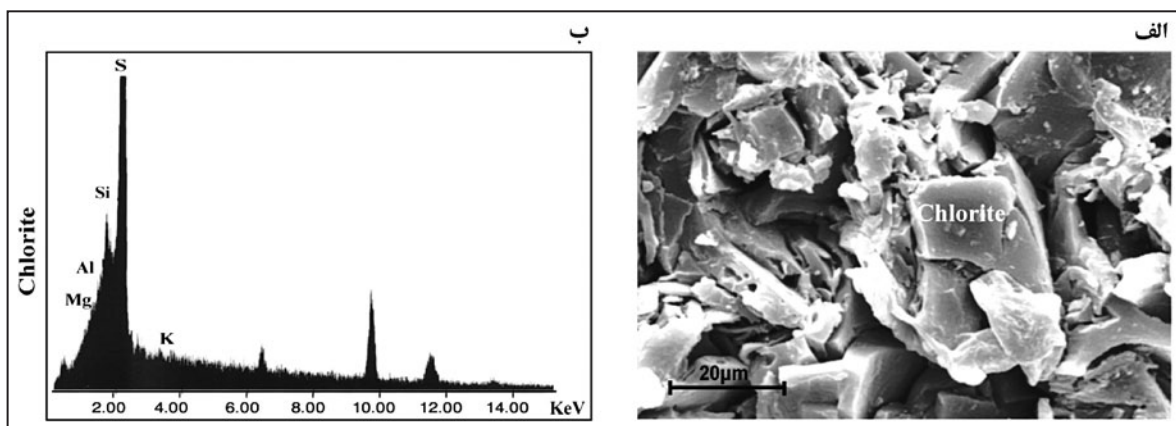 الف
Chlorite
20µm
ب
Chlorite
S
Si
Al
Mg
K
2.00 4.00 6.00 8.00 10.00 12.00 14.00 KeV